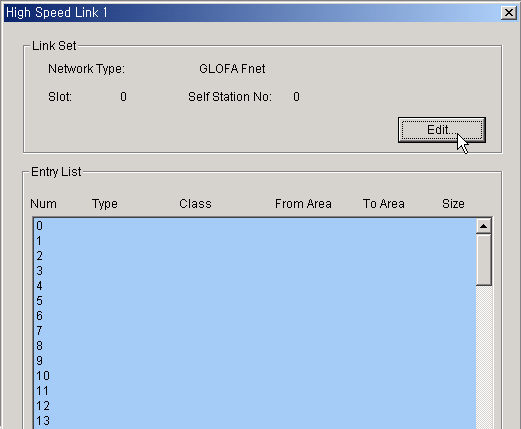 High Speed Link 1
Link Set
Network Type: GLOFA Fnet
Slot: 0 Self Station No: 0
Edit...
Entry List
Num Type Class From Area To Area Size
0
1
2
3
4
5
6
7
8
9
10
11
12
13